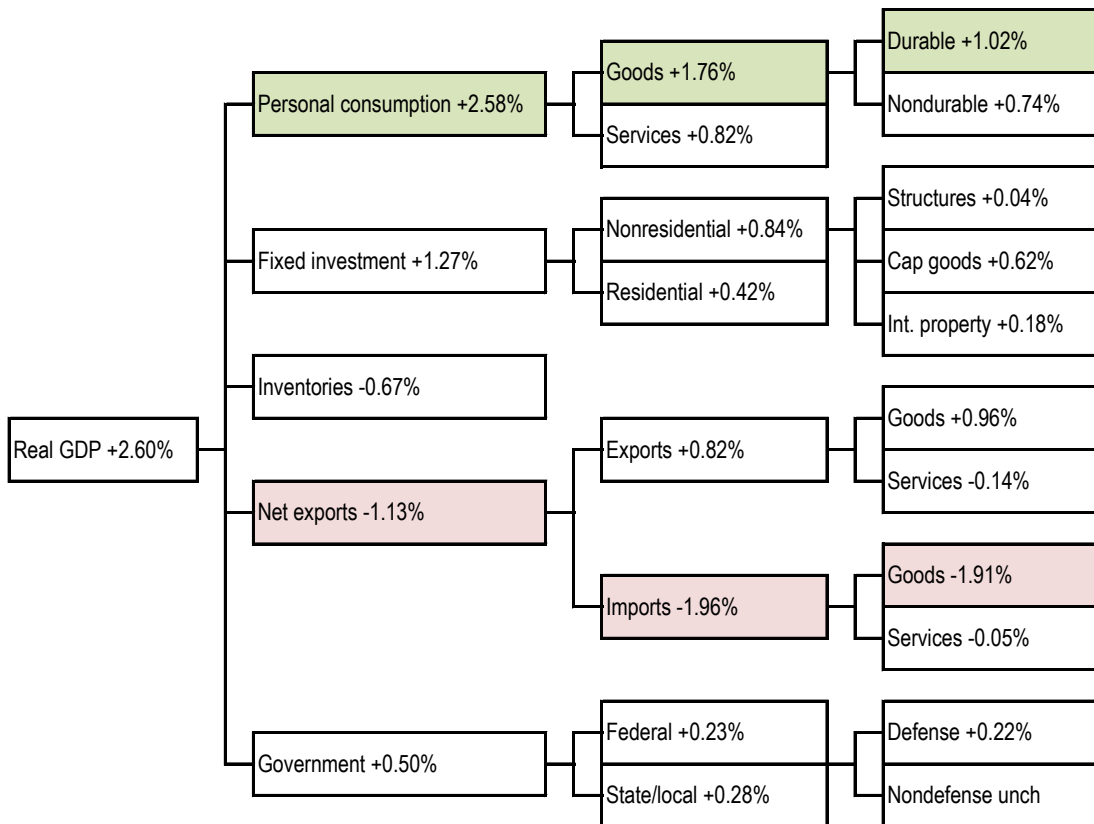 Real GDP +2.60%
Personal consumption +2.58%
Goods +1.76%
Durable +1.02%
Nondurable +0.74%
Services +0.82%
Fixed investment +1.27%
Nonresidential +0.84%
Structures +0.04%
Cap goods +0.62%
Int. property +0.18%
Residential +0.42%
Inventories -0.67%
Net exports -1.13%
Exports +0.82%
Goods +0.96%
Services -0.14%
Imports -1.96%
Goods -1.91%
Services -0.05%
Government +0.50%
Federal +0.23%
Defense +0.22%
Nondefense unch
State/local +0.28%